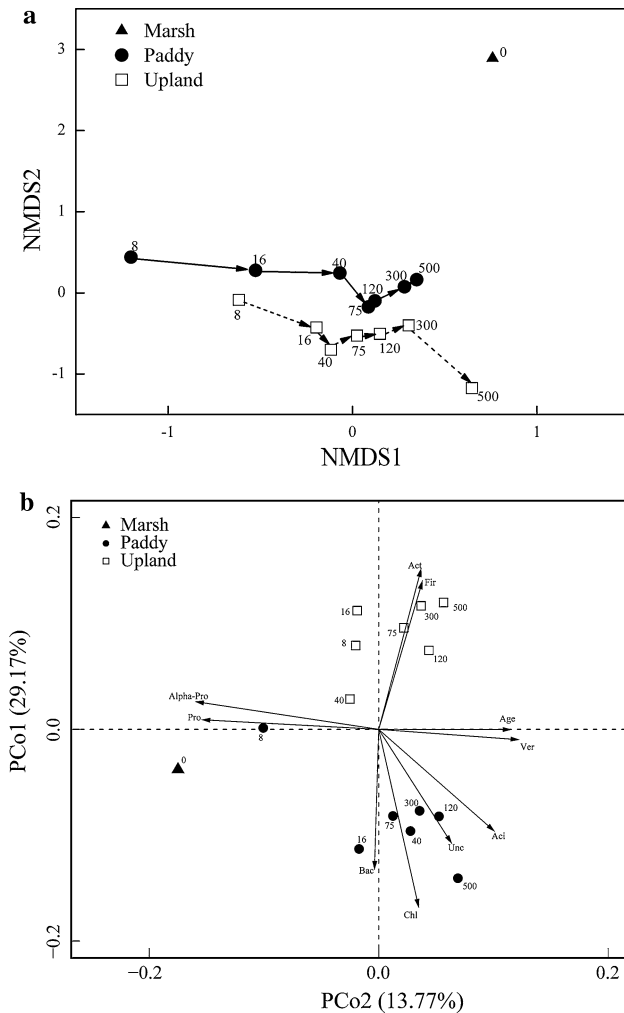 a
Marsh
Paddy
Upland
3
2
1
0
-1
NMDS2
0
8
16
40
75
120
300
500
8
16
40
75
120
300
500
-1
0
1
NMDS1
b
Marsh
Paddy
Upland
0.2
0.0
−0.2
PCo1 (29.17%)
Act
Fir
16
300
500
75
8
120
40
Alpha-Pro
Pro
Age
8
Ver
0
300
120
75
40
Aci
16
Unc
Bac
500
Chl
−0.2
0.0
0.2
PCo2 (13.77%)